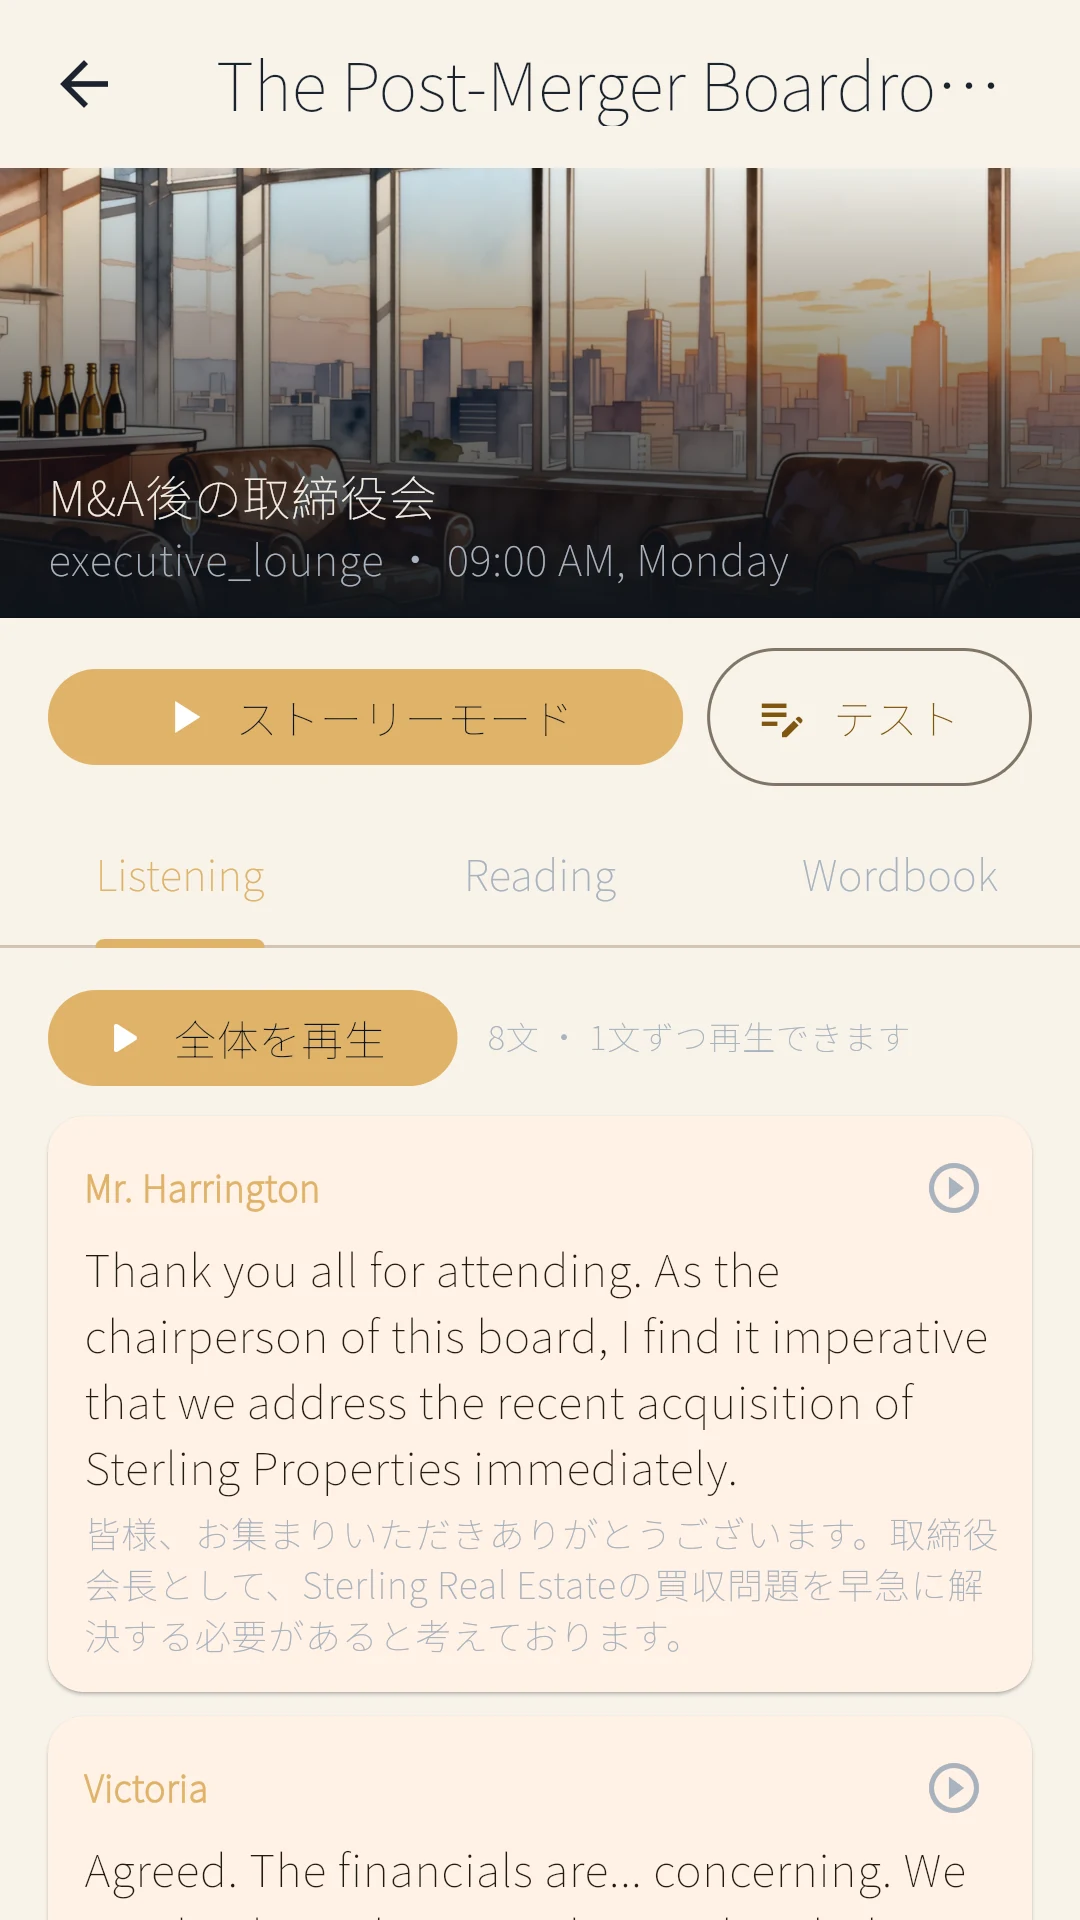 The Post-Merger Boardro…
M&A後の取締役会
executive_lounge ・ 09:00 AM, Monday
ストーリーモード
テスト
Listening
Reading
Wordbook
全体を再生
8文 ・ 1文ずつ再生できます
Mr. Harrington
Thank you all for attending. As the
chairperson of this board, I find it imperative
that we address the recent acquisition of
Sterling Properties immediately.
皆様、お集まりいただきありがとうございます。取締役
会長として、Sterling Real Estateの買収問題を早急に解
決する必要があると考えております。
Victoria
Agreed. The financials are... concerning. We